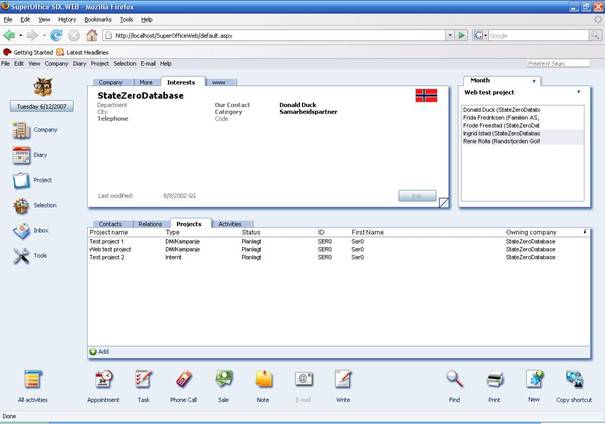 SuperOffice SIX.WEB - Mozilla Firefox
File Edit View History Bookmarks Tools Help
http://localhost/SuperOfficeWeb/default.aspx
Google
Getting Started Latest Headlines
File Edit View Company Diary Project Selection E-mail Help
Freetext Sear
Tuesday 6/12/2007
Company
Diary
Project
Selection
Inbox
Tools
Company More Interests www
StateZeroDatabase
Department
City
Telephone
Our Contact Donald Duck
Category Samarbeidspartner
Code
Last modified: 8/8/2002 GG
Edit
Month
Web test project
Donald Duck (StateZeroDatab
Frida Fredriksen (Familien AS,
Frode Freestad (StateZeroDat
Ingrid Istad (StateZeroDatabas
Rene Rolla (Randsfjorden Golf
Contacts Relations Projects Activities
Project name Type Status ID First Name Owning company
Test project 1 DM/Kampanje Planlagt SER0 Ser0 StateZeroDatabase
Web test project DM/Kampanje Planlagt SER0 Ser0 StateZeroDatabase
Test project 2 Internt Planlagt SER0 Ser0 StateZeroDatabase
Add
All activities Appointment Task Phone Call Sale Note E-mail Write Find Print New Copy shortcut
Done